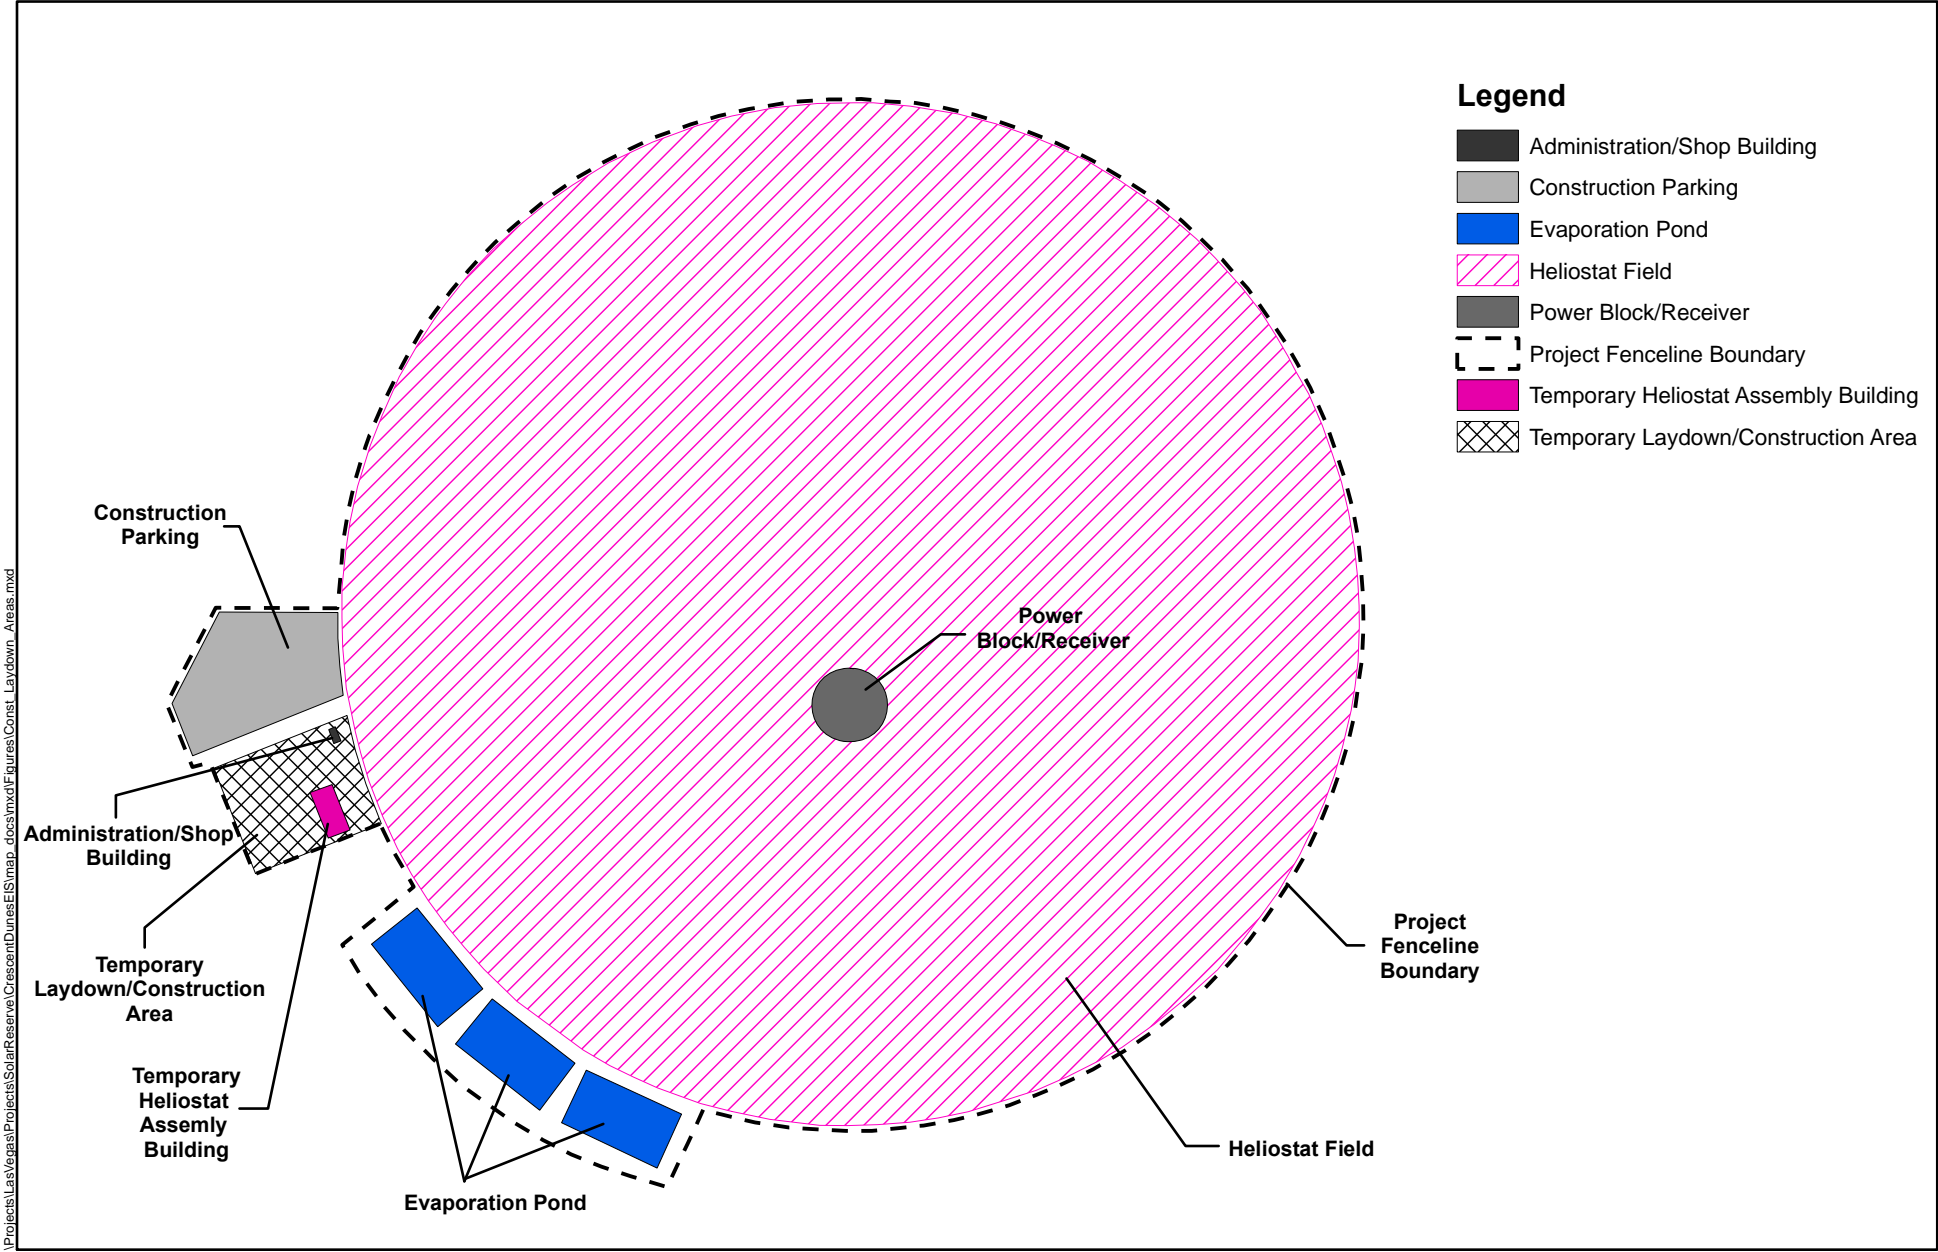 Legend
Administration/Shop Building
Construction Parking
Evaporation Pond
Heliostat Field
Power Block/Receiver
Project Fenceline Boundary
Temporary Heliostat Assembly Building
Temporary Laydown/Construction Area
Construction
Parking
Power
Block/Receiver
Administration/Shop
Building
Temporary
Laydown/Construction
Area
Temporary
Heliostat
Assemly
Building
Evaporation Pond
Project
Fenceline
Boundary
Heliostat Field
\Projects\LasVegas\Projects\SolarReserve\CrescentDunesEIS\map_docs\mxd\Figures\Const_Laydown_Areas.mxd